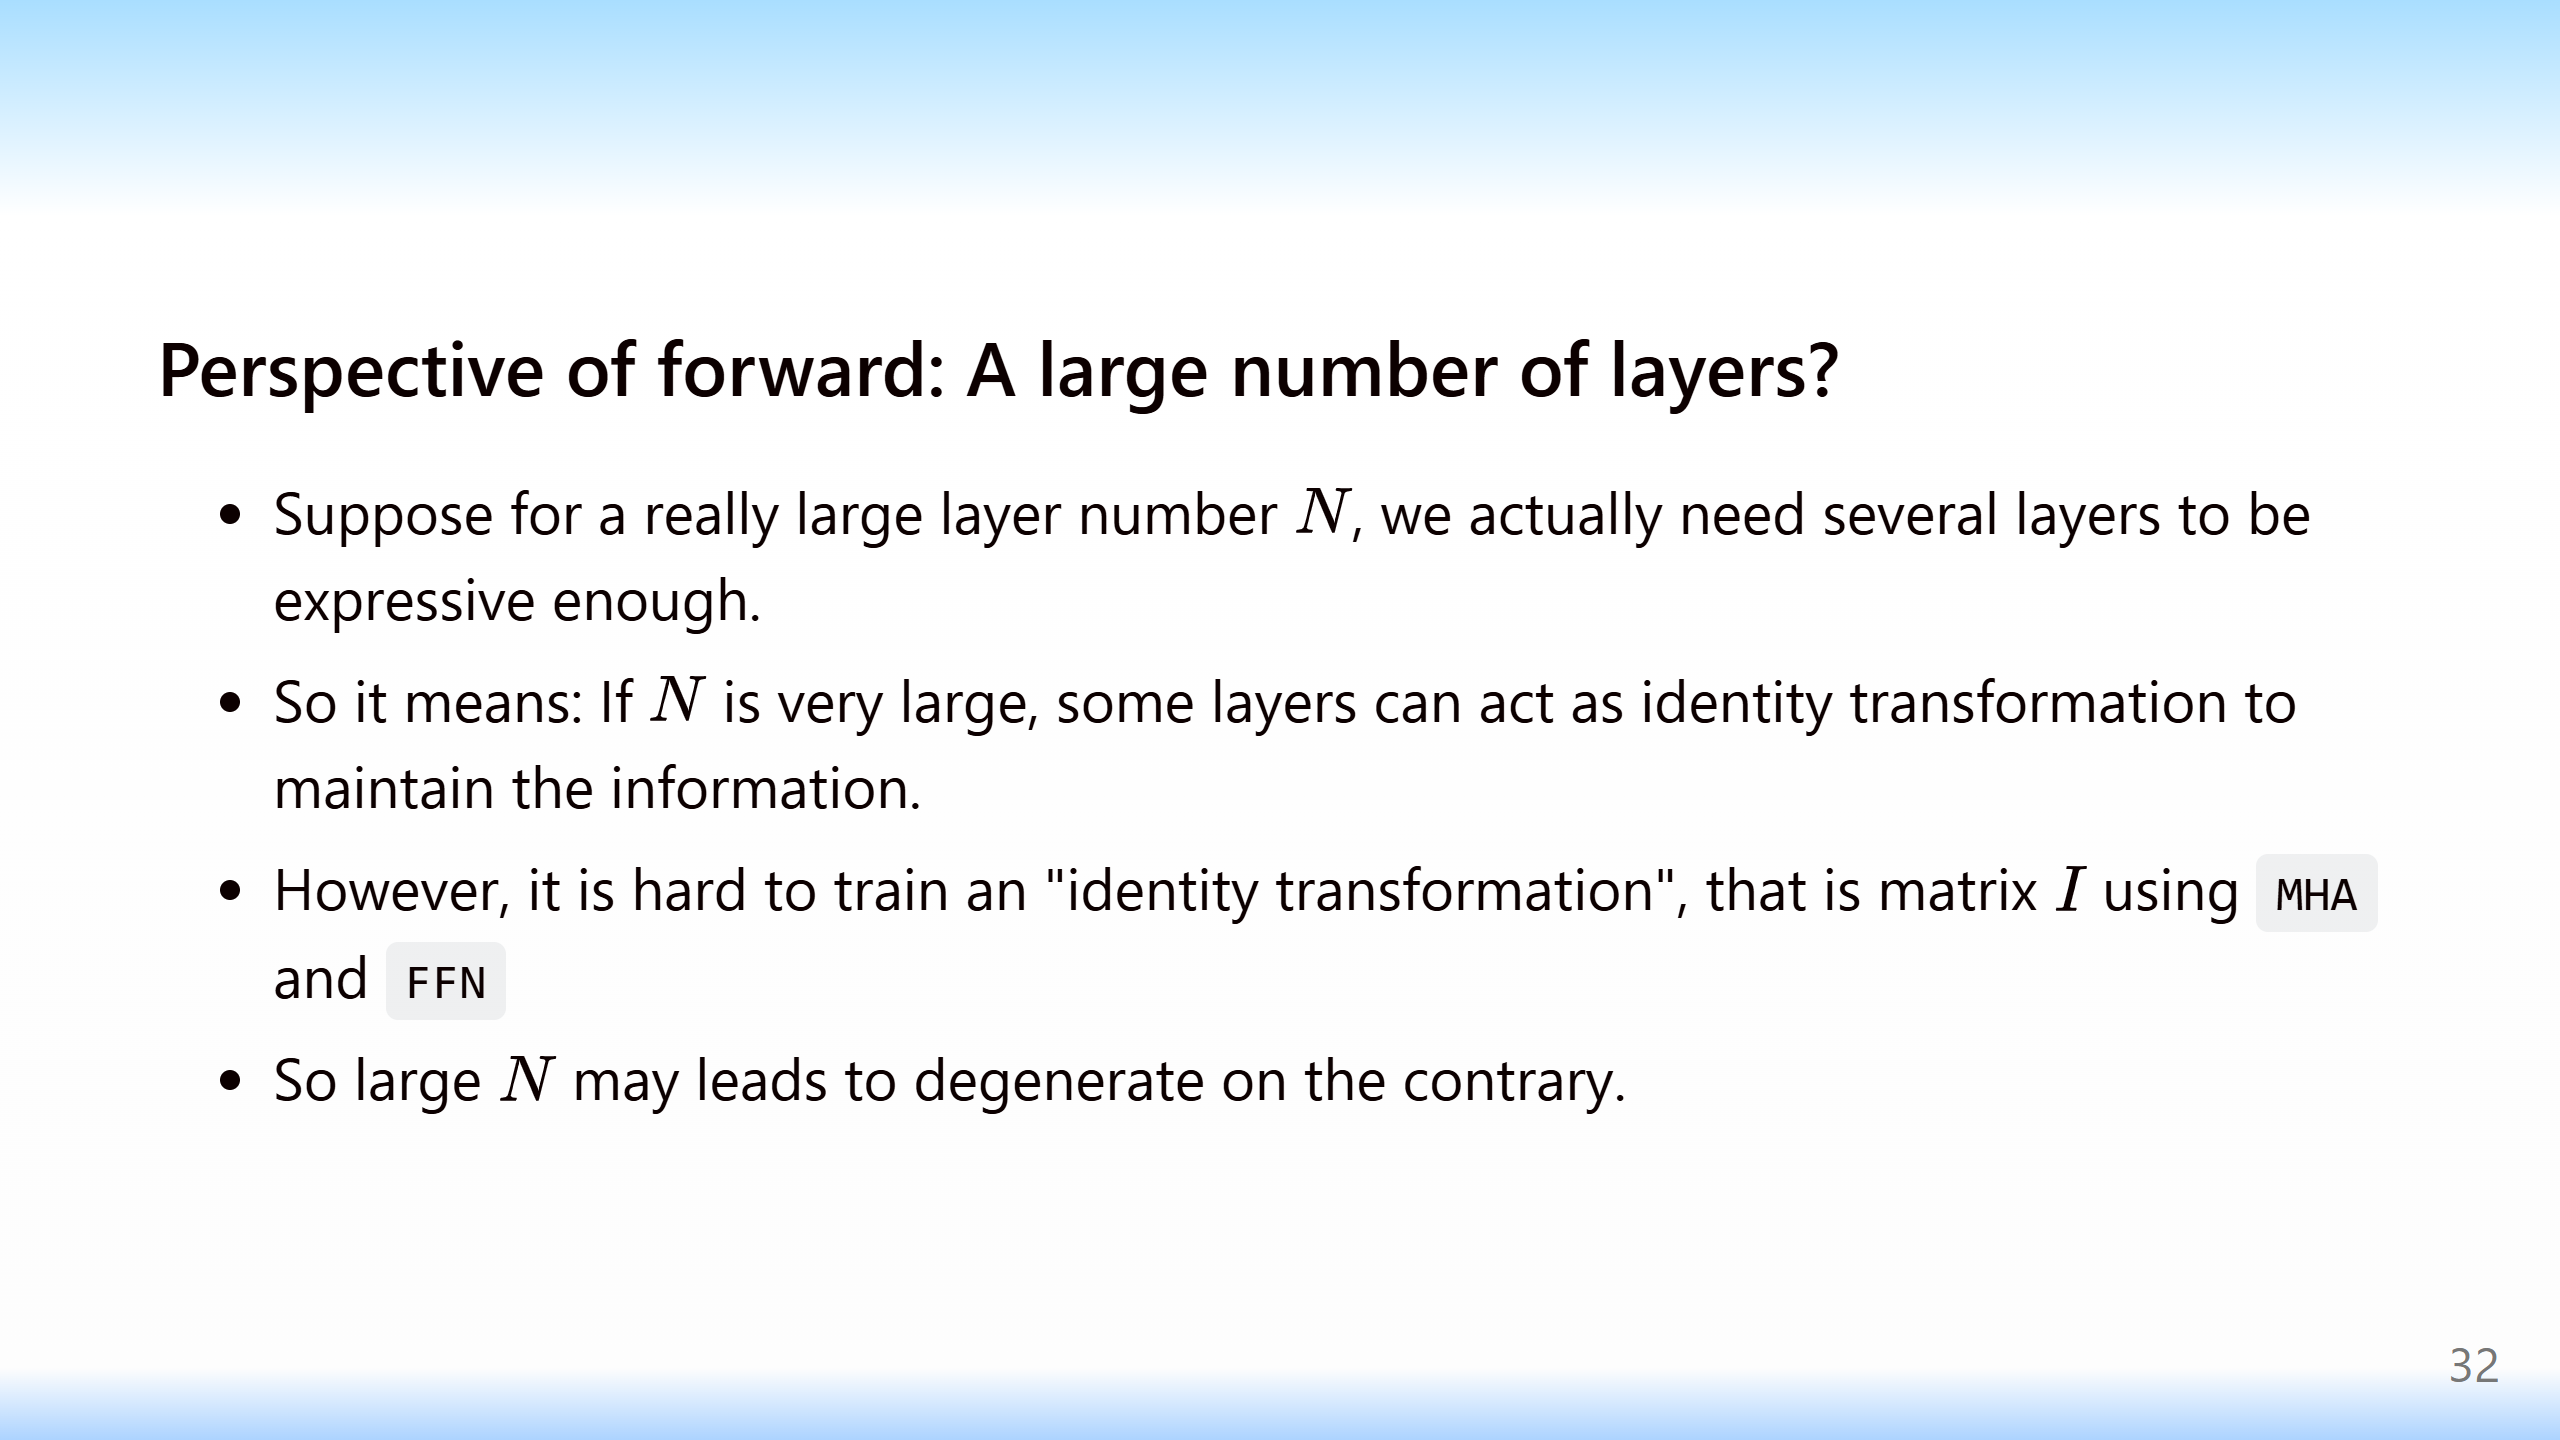 Perspective of forward: A large number of layers?
• Suppose for a really large layer number N, we actually need several layers to be
expressive enough.
• So it means: If N is very large, some layers can act as identity transformation to
maintain the information.
• However, it is hard to train an "identity transformation", that is matrix I using MHA
and FFN
• So large N may leads to degenerate on the contrary.
32